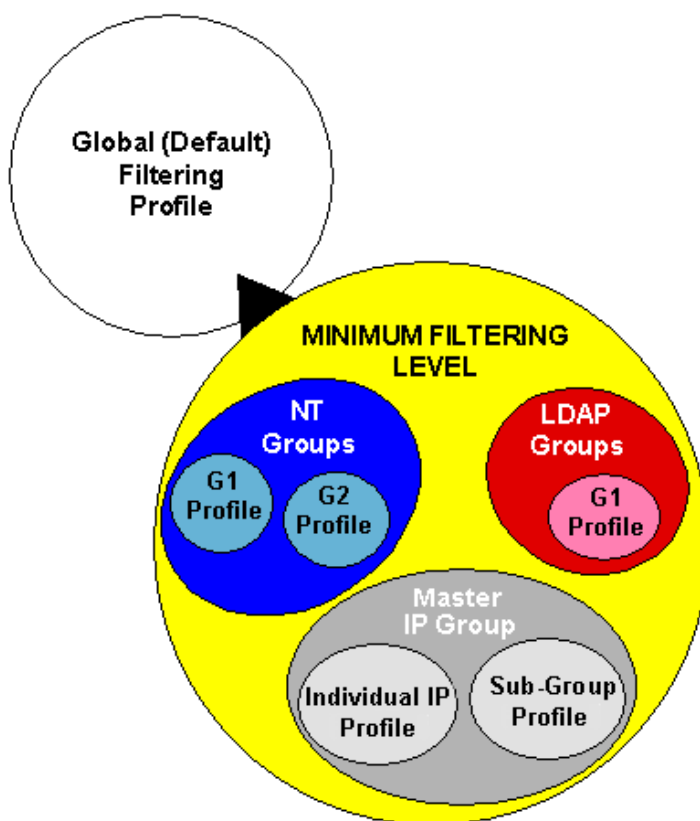 Global (Default)
Filtering
Profile
MINIMUM FILTERING
LEVEL
NT
Groups
G1
Profile
G2
Profile
LDAP
Groups
G1
Profile
Master
IP Group
Individual IP
Profile
Sub-Group
Profile